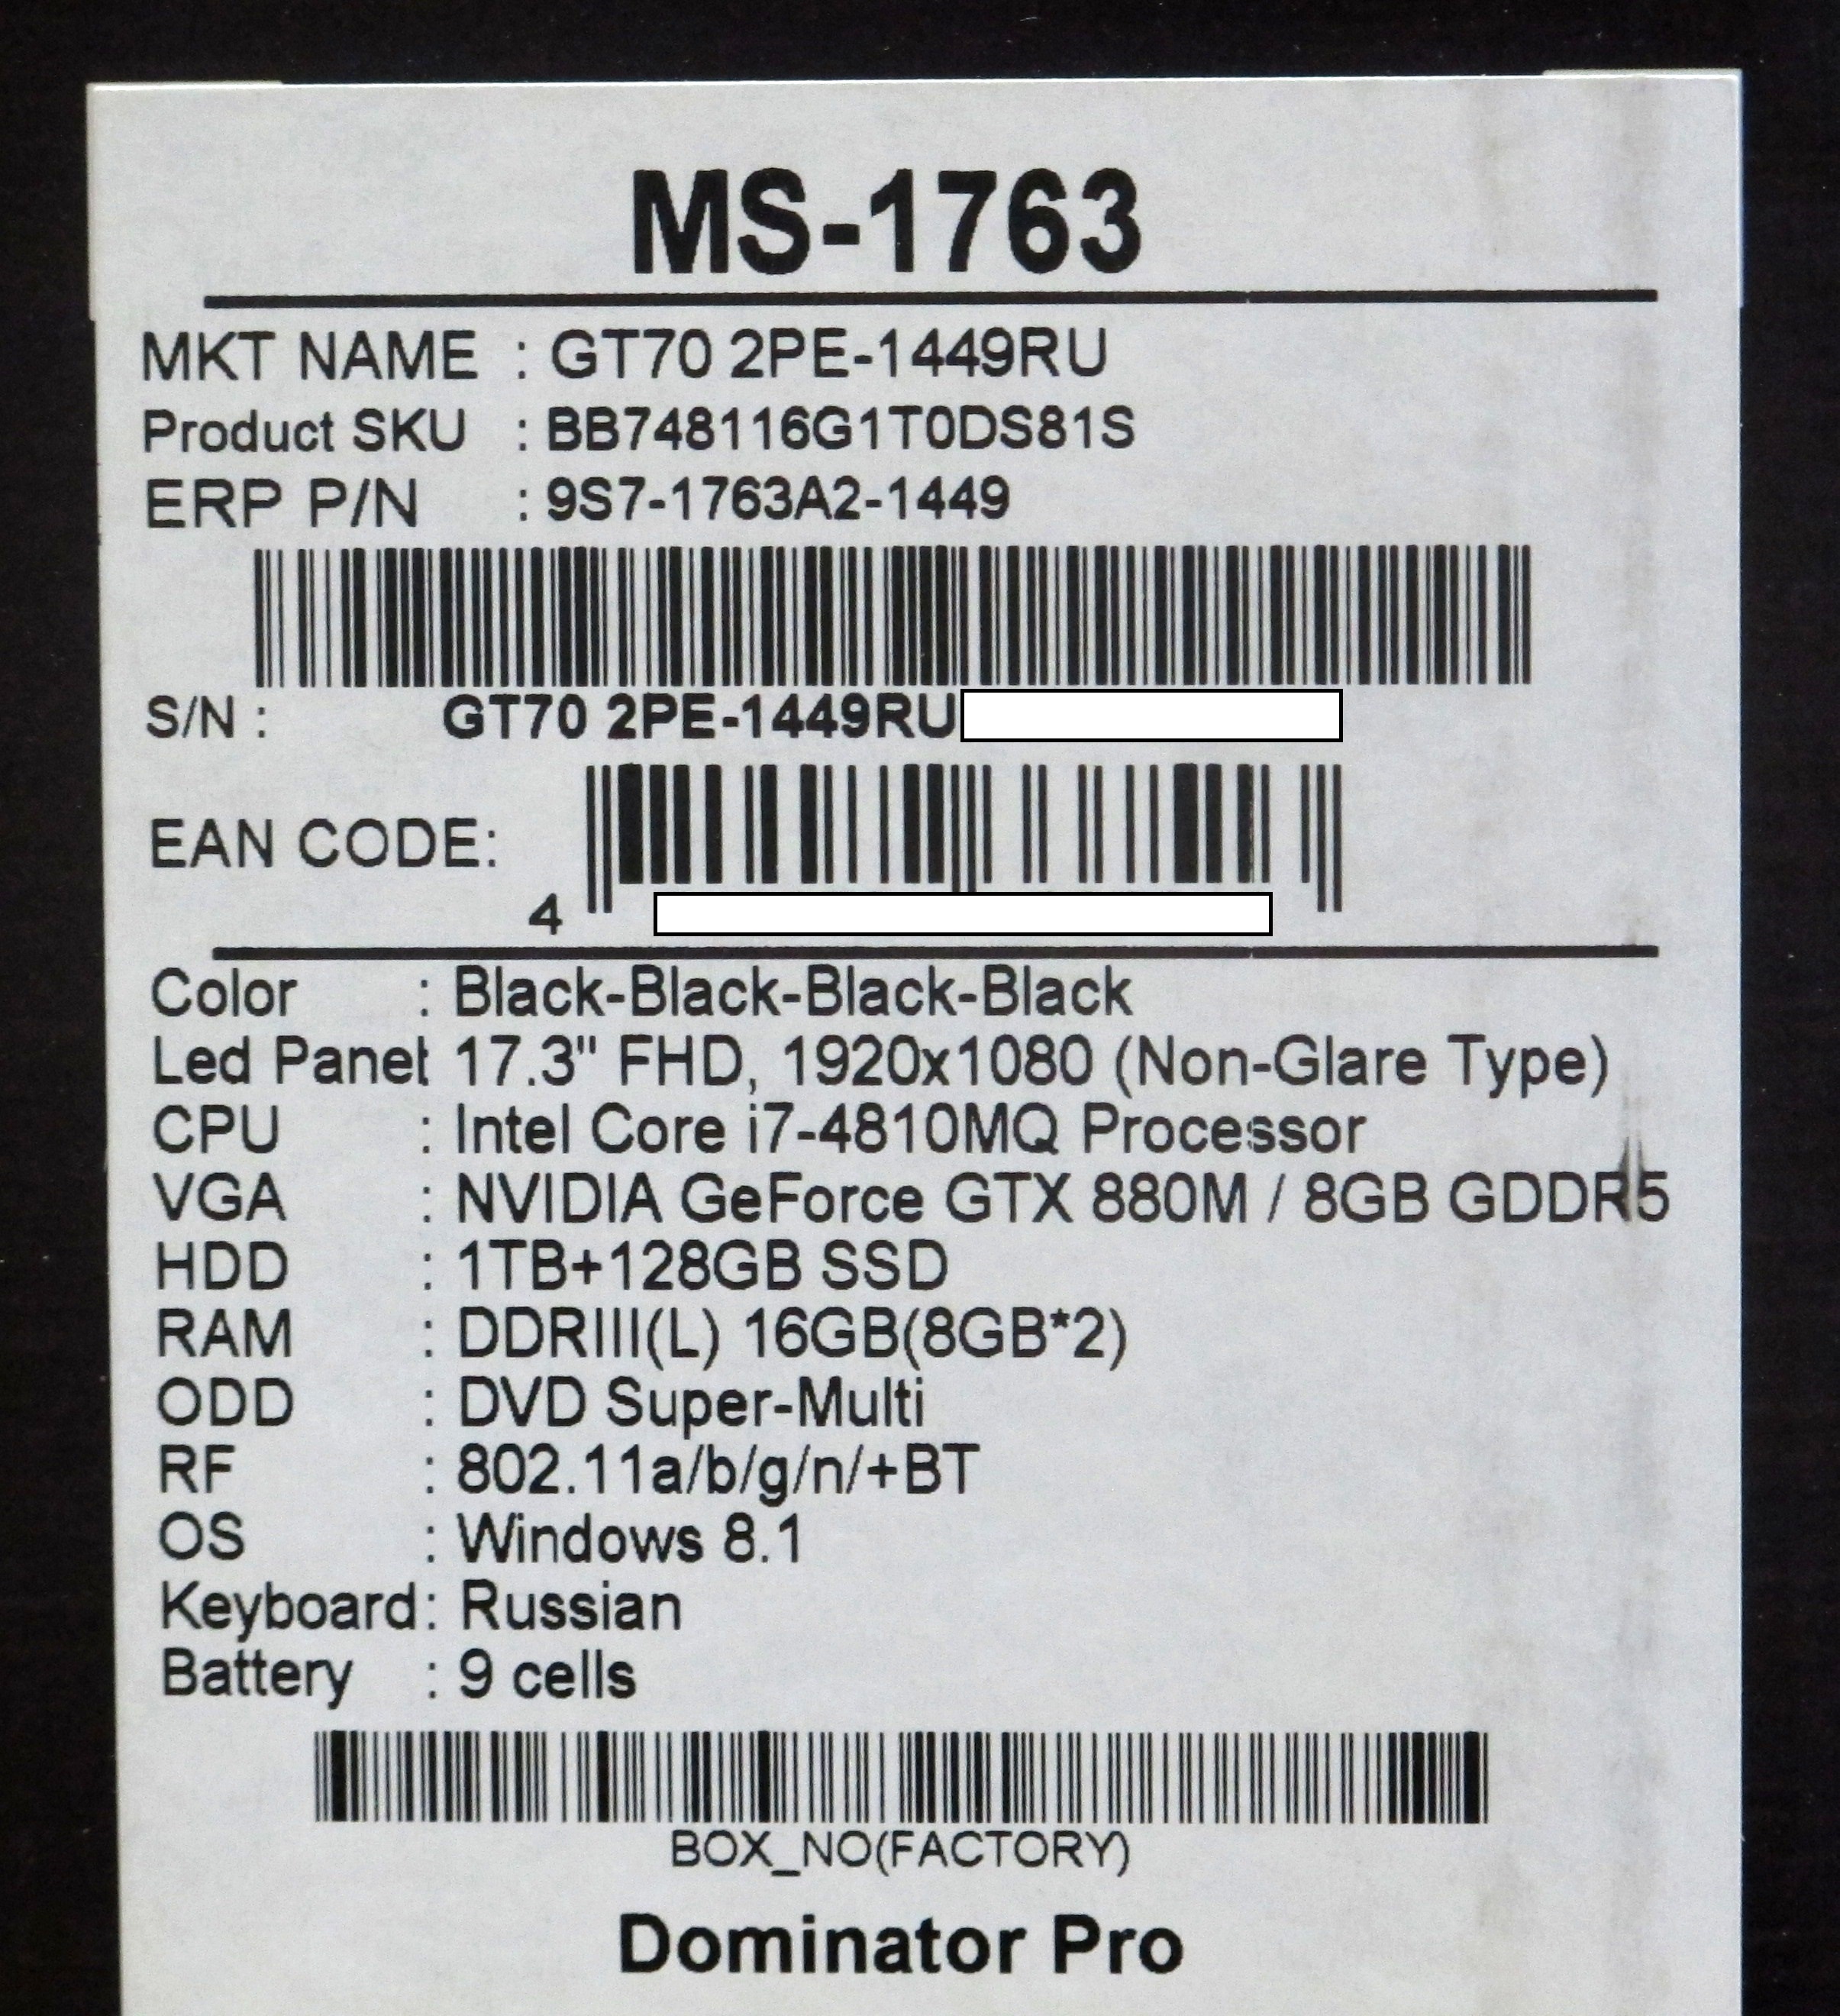 MS-1763
MKT NAME : GT70 2PE-1449RU
Product SKU : BB748116G1T0DS81S
ERP P/N : 9S7-1763A2-1449
S/N : GT70 2PE-1449RU
EAN CODE:
4
Color : Black-Black-Black-Black
Led Panel: 17.3" FHD, 1920x1080 (Non-Glare Type)
CPU : Intel Core i7-4810MQ Processor
VGA : NVIDIA GeForce GTX 880M / 8GB GDDR5
HDD : 1TB+128GB SSD
RAM : DDRIII(L) 16GB(8GB*2)
ODD : DVD Super-Multi
RF : 802.11a/b/g/n/+BT
OS : Windows 8.1
Keyboard : Russian
Battery : 9 cells
BOX_NO(FACTORY)
Dominator Pro